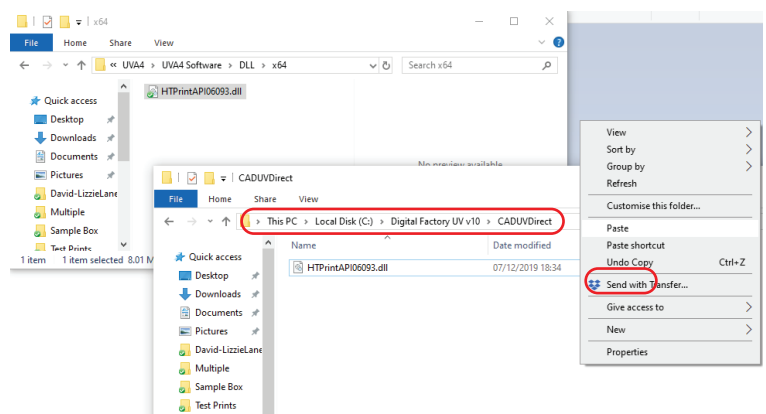 x64
File Home Share View
UVA4 > UVA4 Software > DLL > x64
Search x64
Quick access
Desktop
Downloads
Documents
Pictures
David-LizzieLane
Multiple
Sample Box
Test Prints
HTPrintAPI06093.dll
No preview available.
1 item 1 item selected 8.01 M
CADUVDirect
File Home Share View
This PC > Local Disk (C:) > Digital Factory UV v10 > CADUVDirect
Name Date modified
Quick access
Desktop
Downloads
Documents
Pictures
David-LizzieLane
Multiple
Sample Box
Test Prints
HTPrintAPI06093.dll 07/12/2019 18:34
View
Sort by
Group by
Refresh
Customise this folder...
Paste
Paste shortcut
Undo Copy Ctrl+Z
Send with Transfer...
Give access to
New
Properties